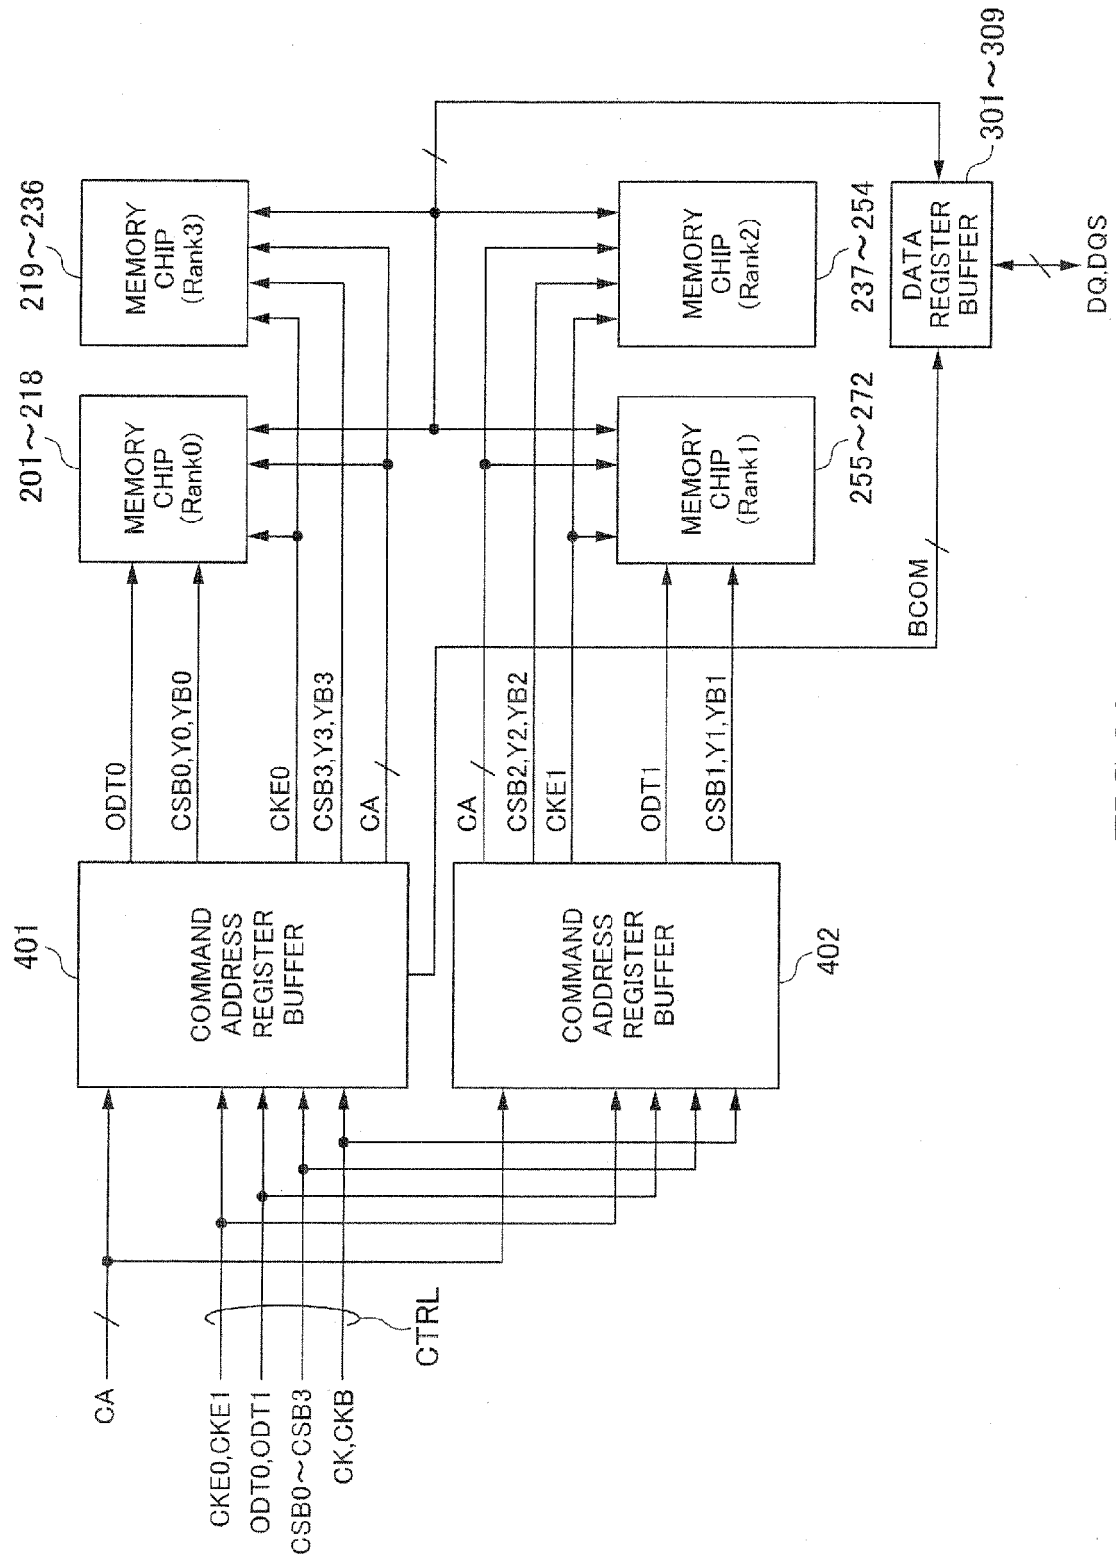 CA
CKE0,CKE1
ODT0,ODT1
CSB0～CSB3
CK,CKB
CTRL
401
COMMAND
ADDRESS
REGISTER
BUFFER
COMMAND
ADDRESS
REGISTER
BUFFER
402
ODT0
CSB0,Y0,YB0
CKE0
CSB3,Y3,YB3
CA
CA
CSB2,Y2,YB2
CKE1
ODT1
CSB1,Y1,YB1
BCOM
201～218
MEMORY
CHIP
(Rank0)
MEMORY
CHIP
(Rank1)
255～272
219～236
MEMORY
CHIP
(Rank3)
MEMORY
CHIP
(Rank2)
237～254
DATA
REGISTER
BUFFER
301～309
DQ.DQS